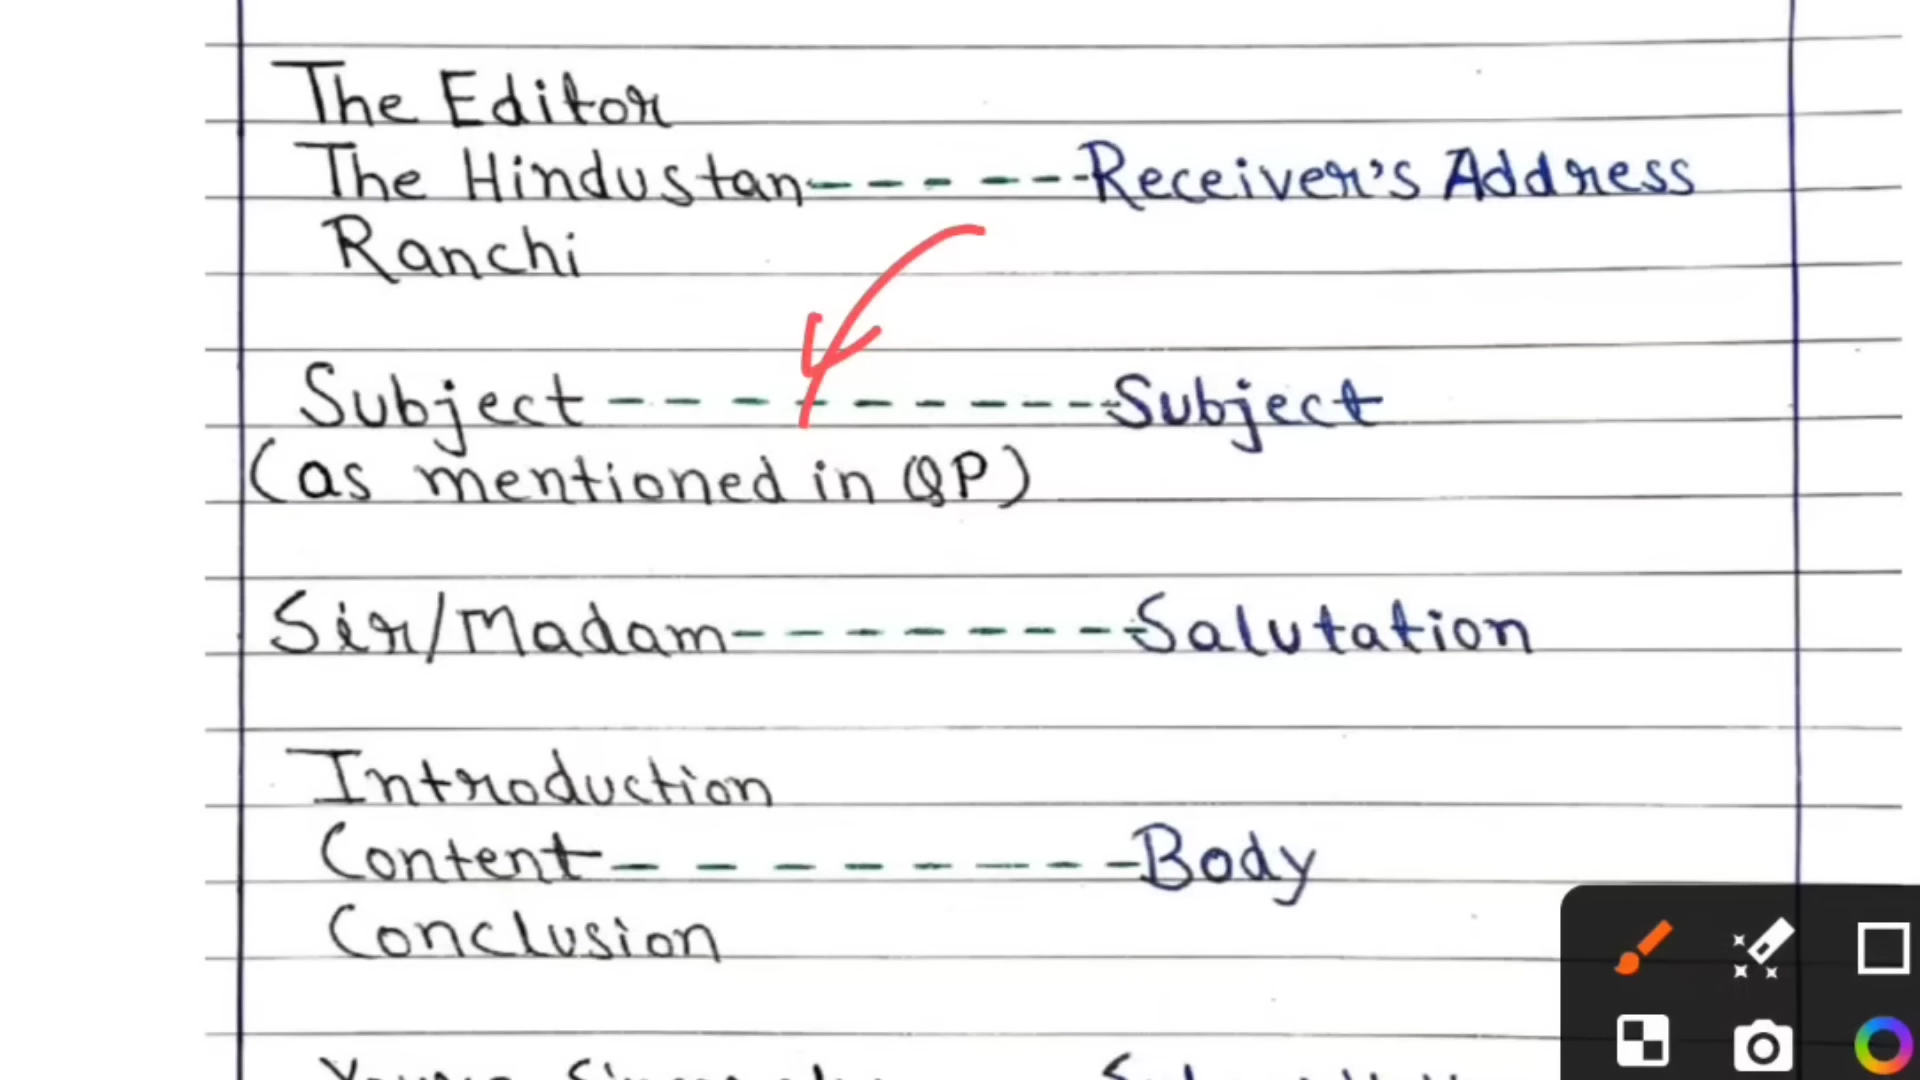 The Editor
The Hindustan------Receiver's Address
Ranchi
Subject----------Subject
(as mentioned in QP)
Sir/Madam-------Salutation
Introduction
Content---------Body
Conclusion